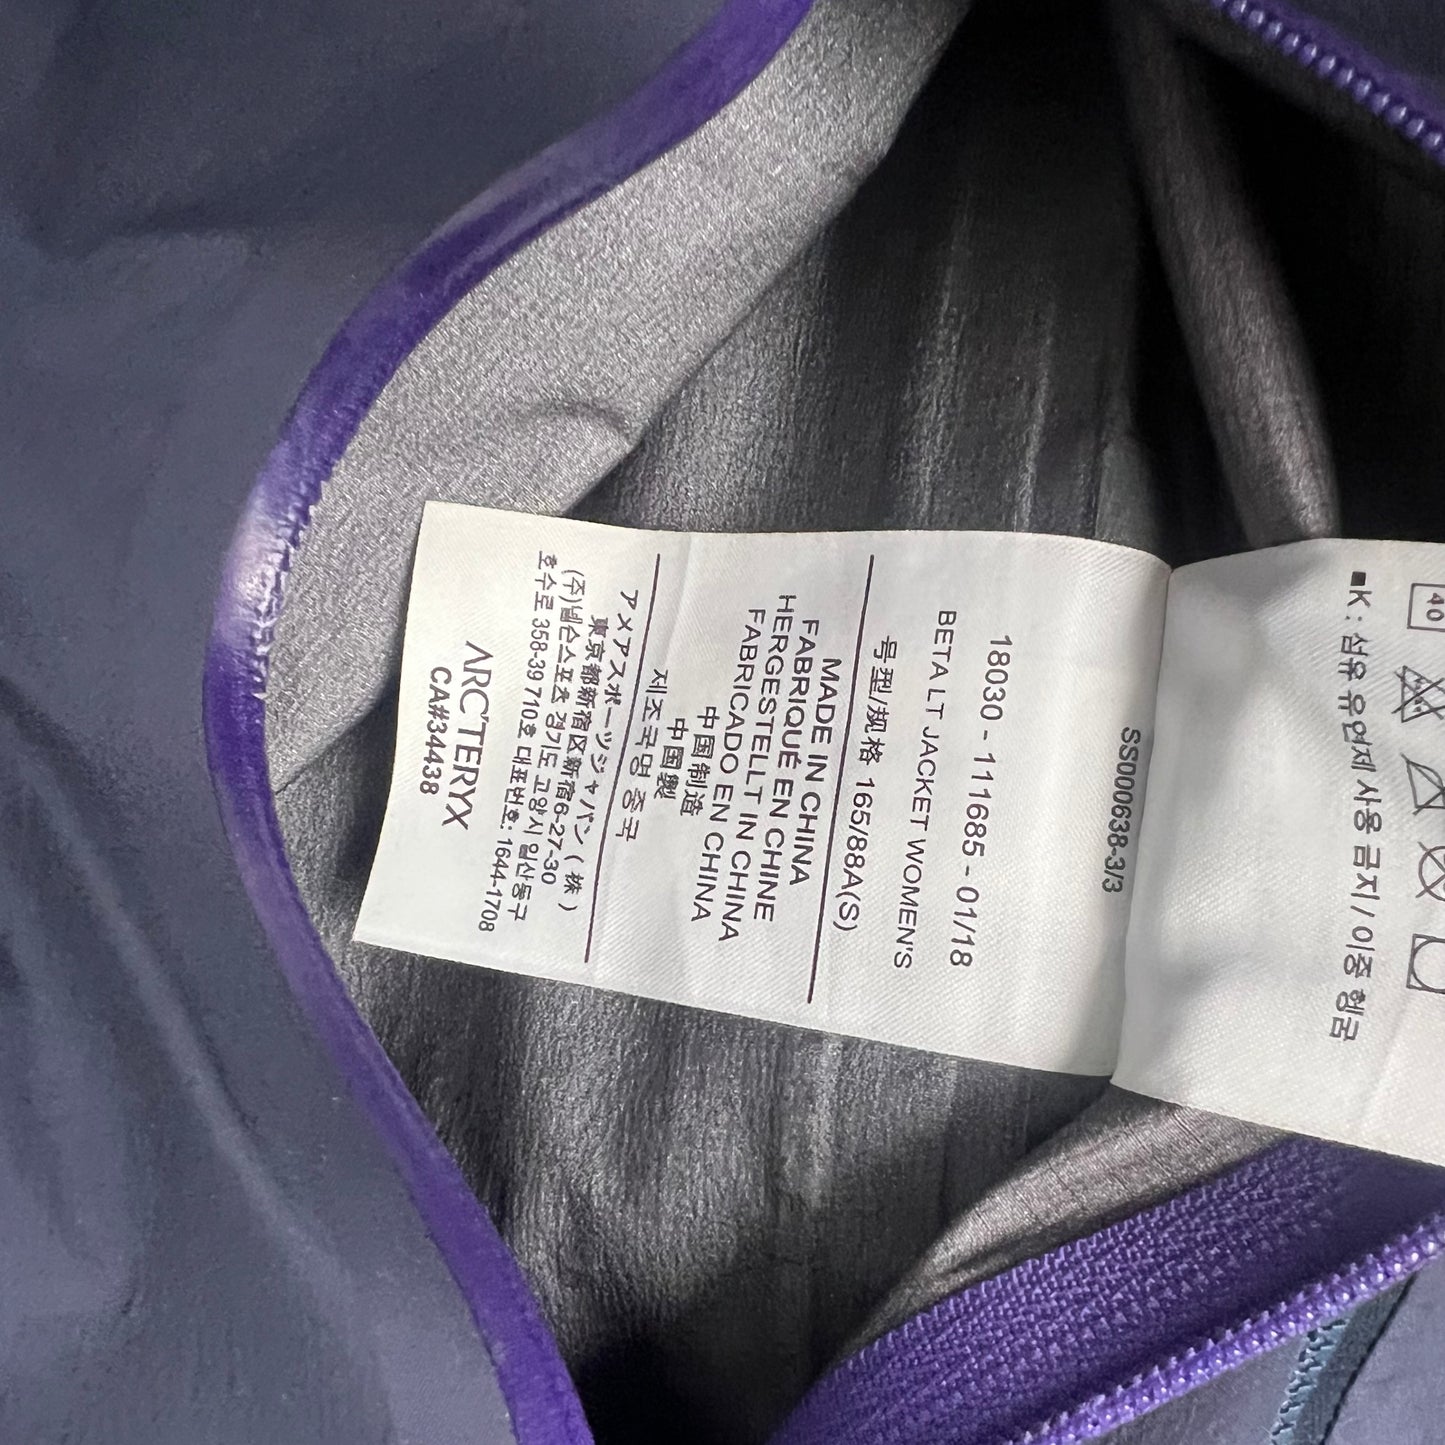 SS000638-3/3
18030 - 111685 - 01/18
BETA LT JACKET WOMEN'S
号型/规格 165/88A(S)
MADE IN CHINA
FABRIQUÉ EN CHINE
HERGESTELLT IN CHINA
FABRICADO EN CHINA
中国制造
中国製
제조국명 중국
アメアスポーツジャパン(株)
東京都新宿区新宿6-27-30
(주)넬슨스포츠 경기도 고양시 일산동구
호수로 358-39 710호 대표번호: 1644-1708
ARC'TERYX
CA#34438
40
■K: 섬유 유연제 사용 금지 / 이중 헹굼